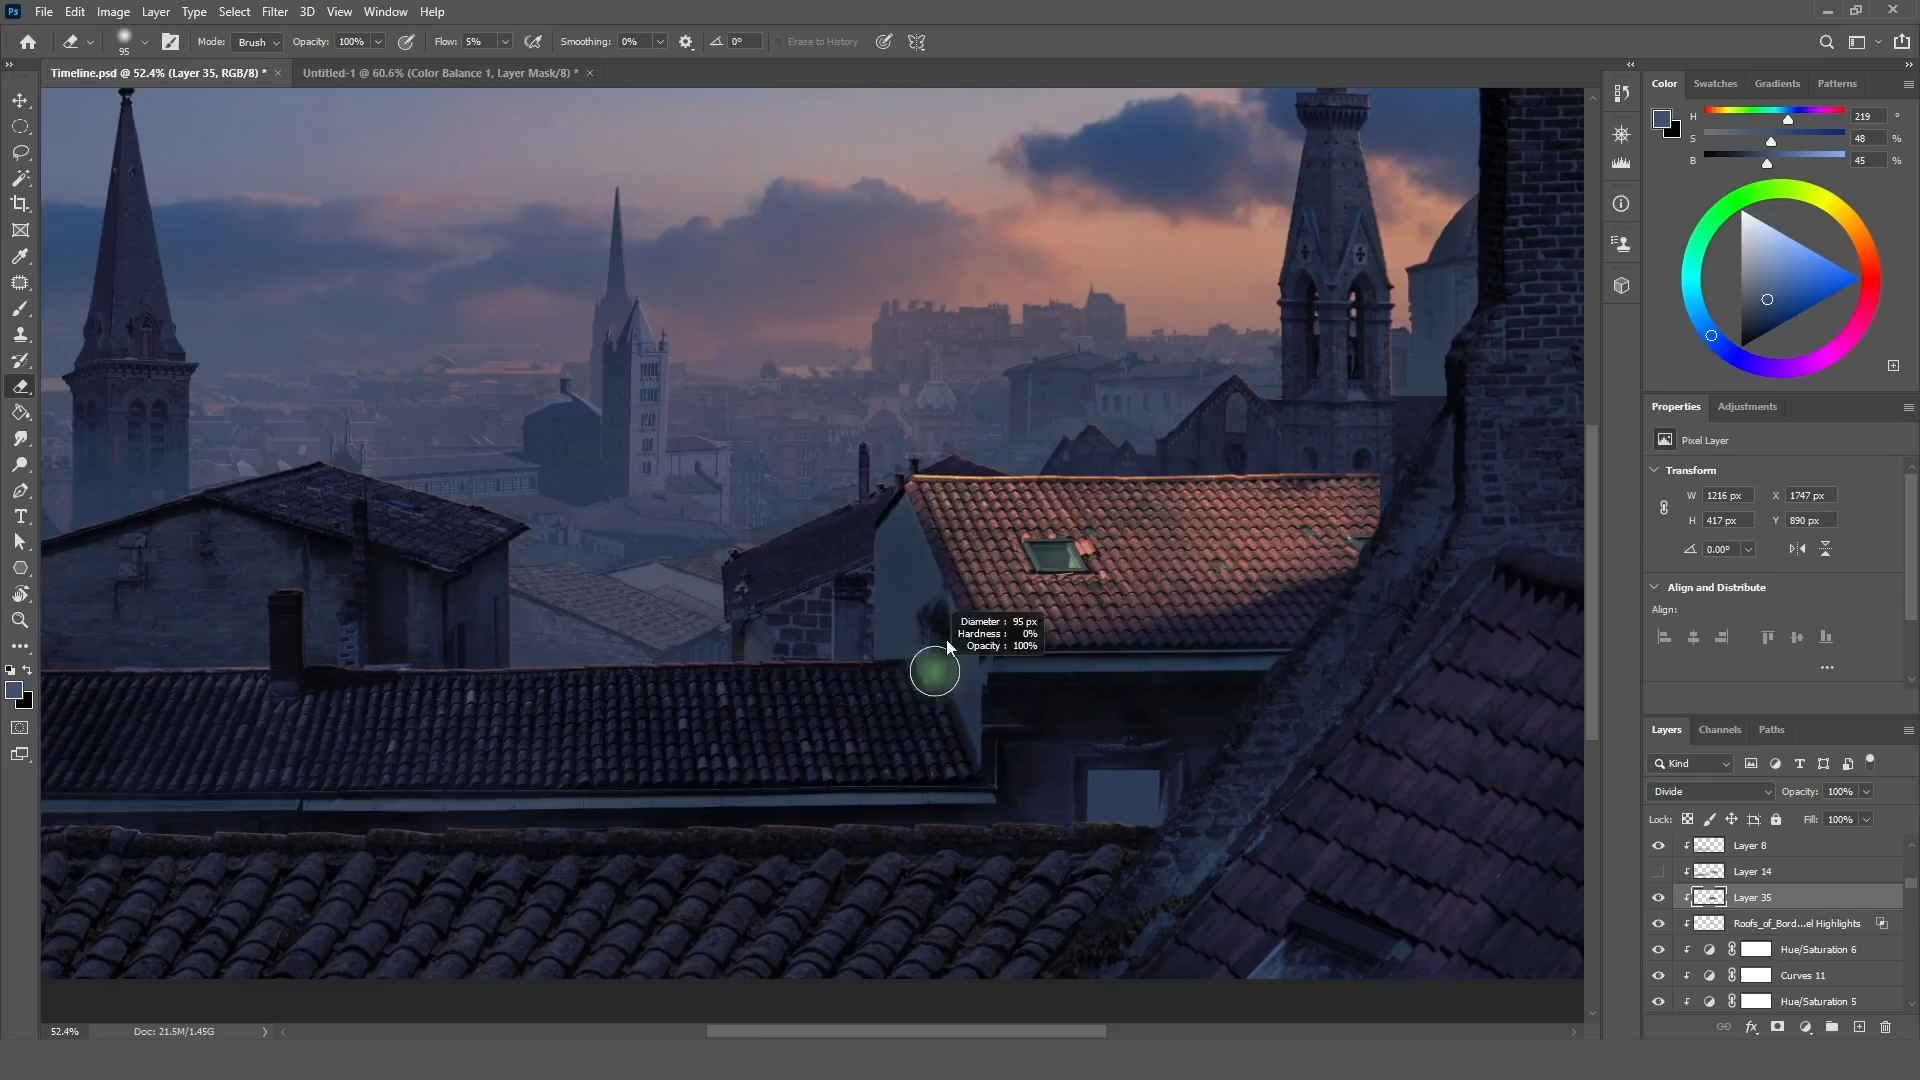 Ps File Edit Image Layer Type Select Filter 3D View Window Help
95 Mode: Brush Opacity: 100% Flow: 5% Smoothing: 0% 0° Erase to History
Timeline.psd @ 52.4% (Layer 35, RGB/8) * × Untitled-1 @ 60.6% (Color Balance 1, Layer Mask/8) * ×
Color Swatches Gradients Patterns
H 219 °
S 48 %
B 45 %
Properties Adjustments
Pixel Layer
Transform
W 1216 px X 1747 px
H 417 px Y 890 px
0.00°
Align and Distribute
Align:
Diameter : 95 px
Hardness : 0%
Opacity : 100%
Layers Channels Paths
Kind
Divide Opacity: 100%
Lock: Fill: 100%
Layer 8
Layer 14
Layer 35
Roofs_of_Bord...el Highlights
Hue/Saturation 6
Curves 11
Hue/Saturation 5
52.4% Doc: 21.5M/1.45G